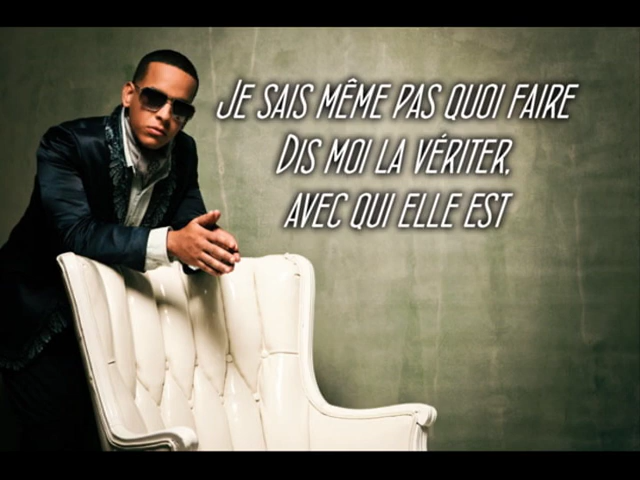 JE SAIS MÊME PAS QUOI FAIRE
DIS MOI LA VÉRITER,
AVEC QUI ELLE EST